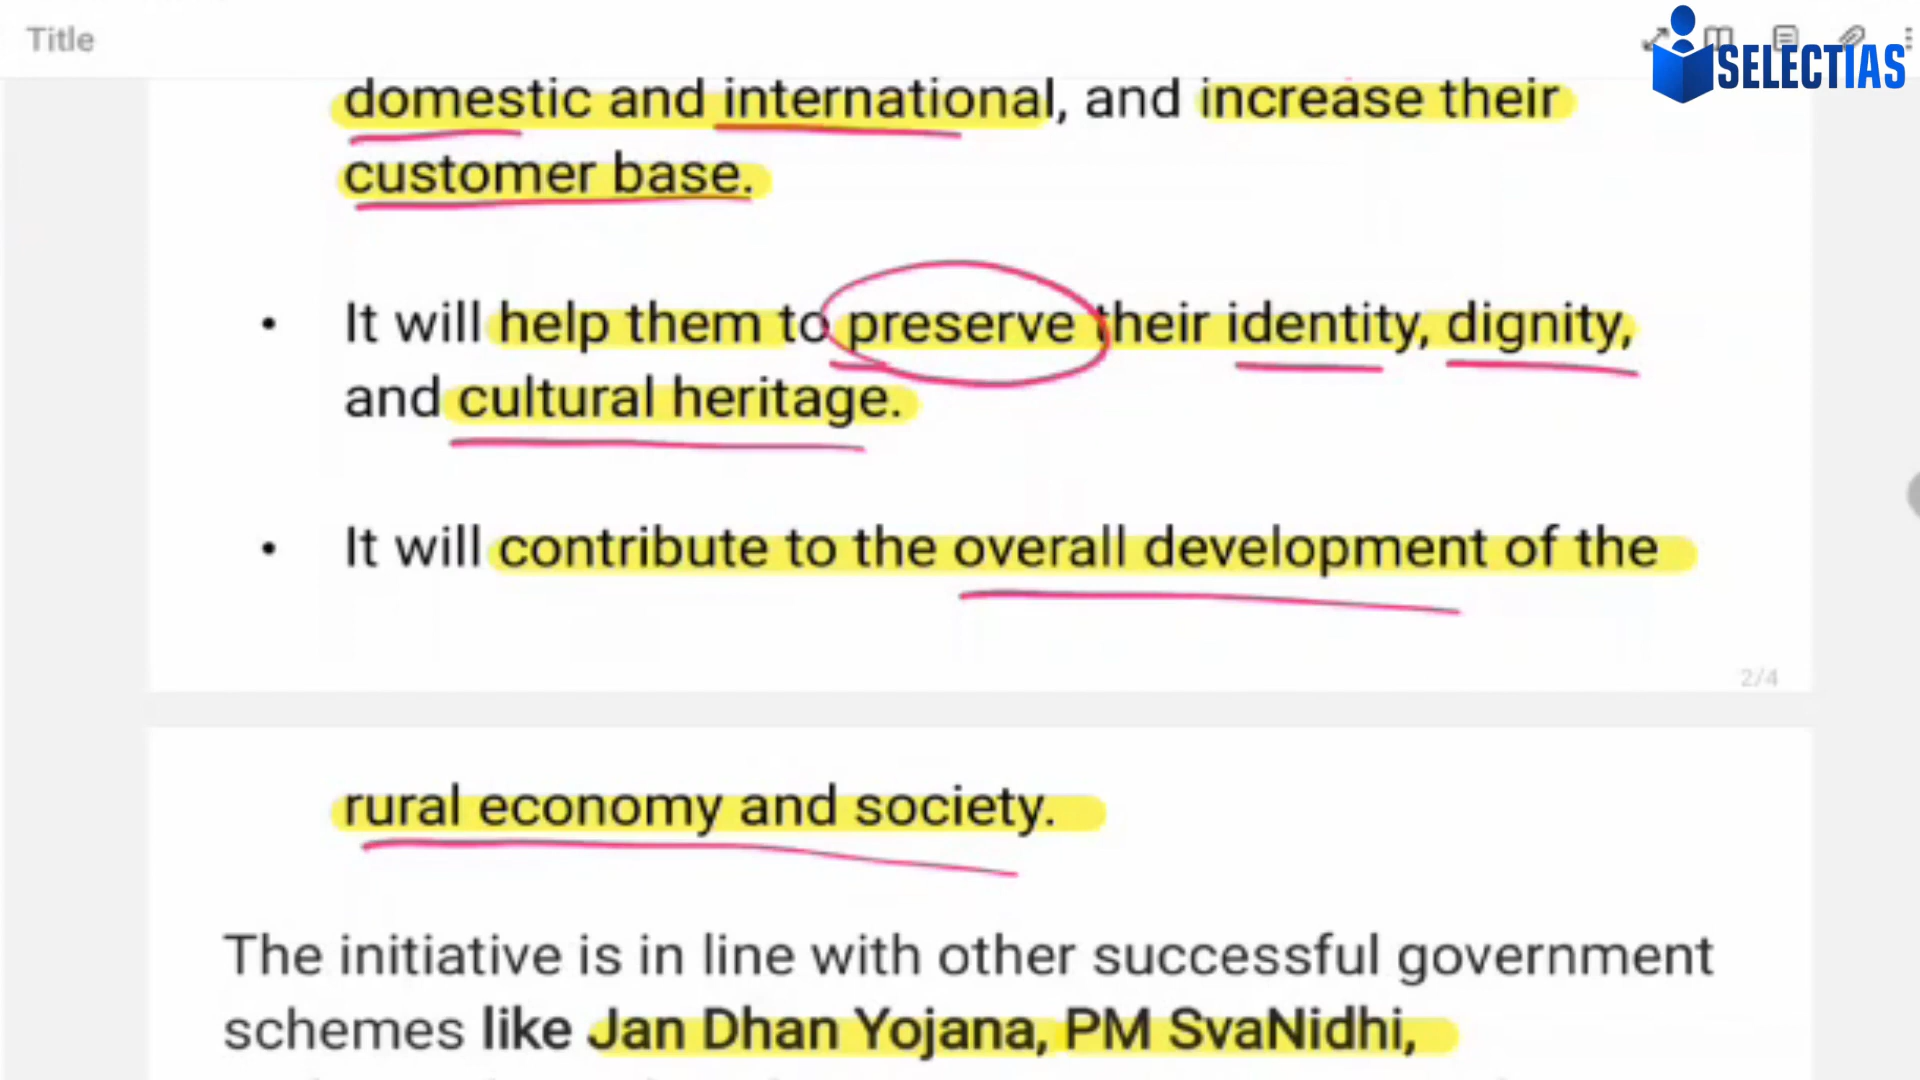 Title
SELECTIAS
domestic and international, and increase their
customer base.
• It will help them to preserve their identity, dignity,
and cultural heritage.
• It will contribute to the overall development of the
2/4
rural economy and society.
The initiative is in line with other successful government
schemes like Jan Dhan Yojana, PM SvaNidhi,